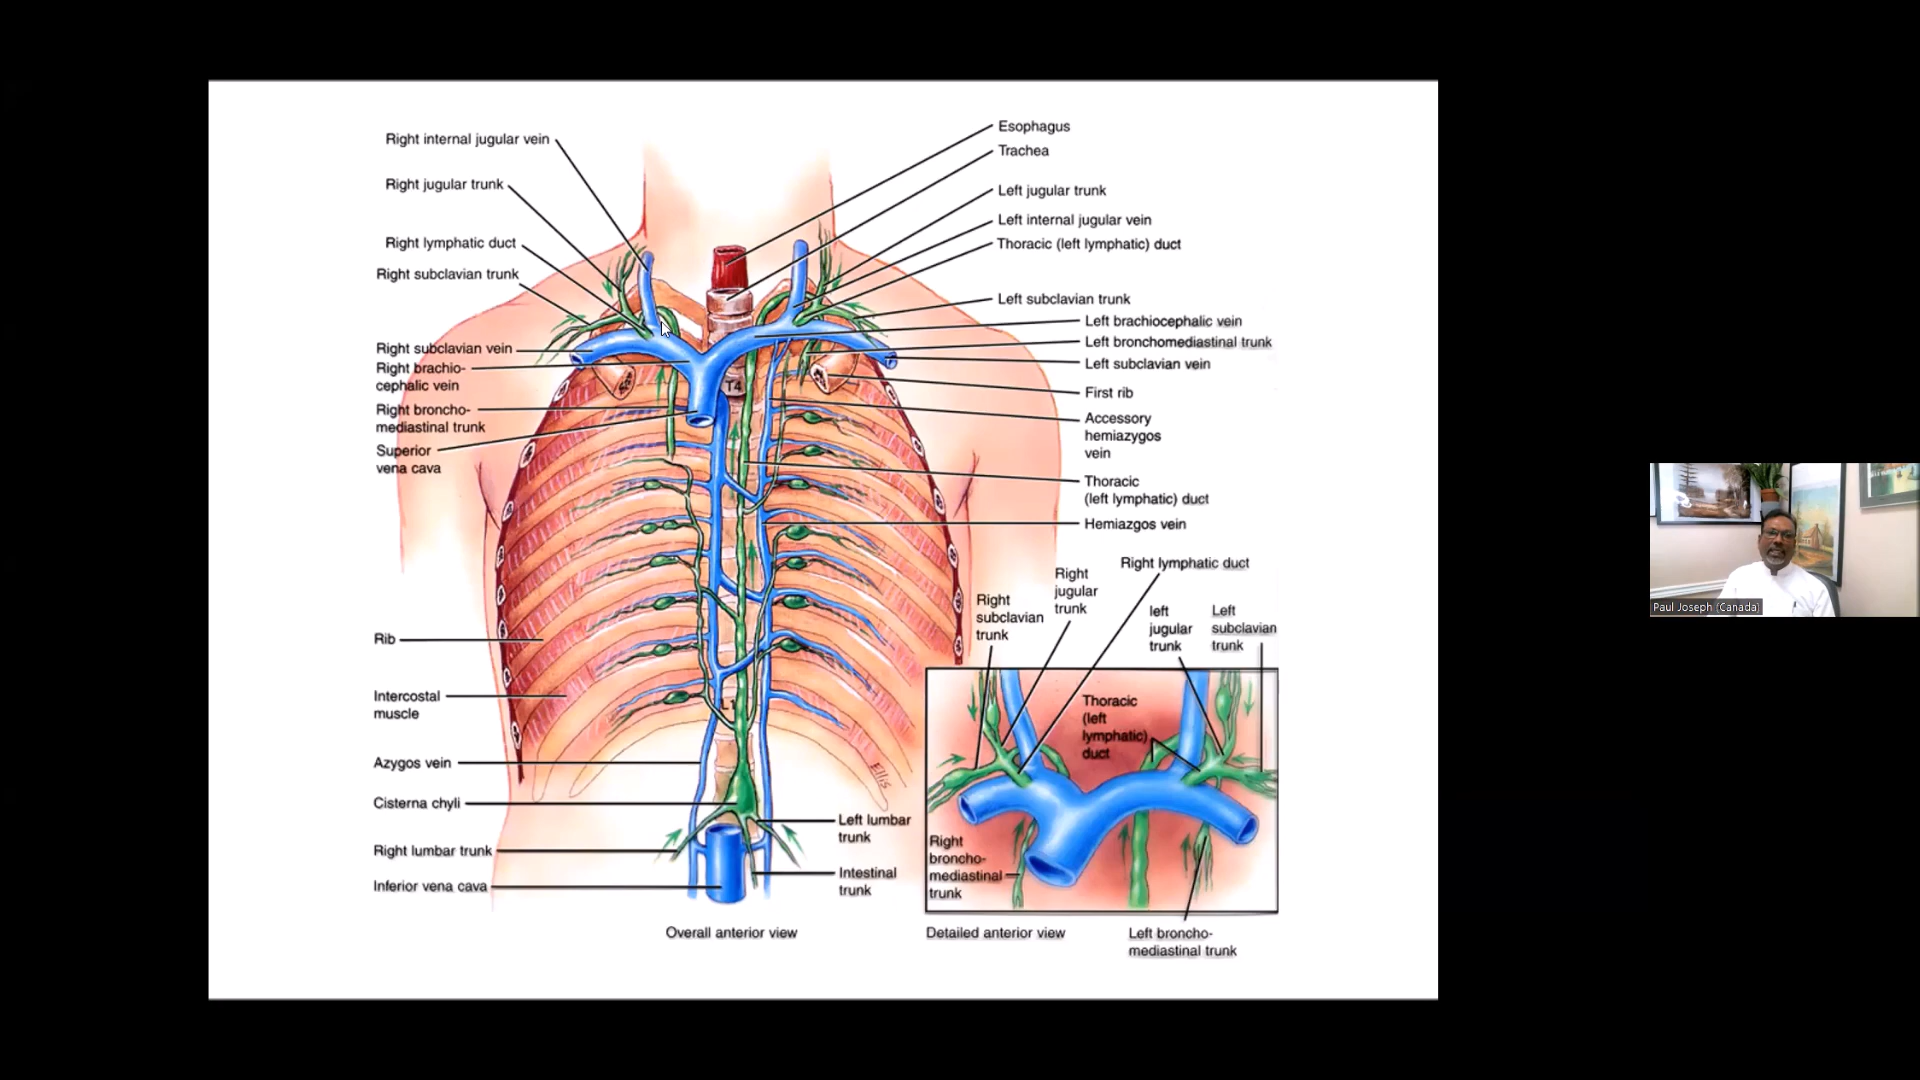 Right internal jugular vein
Right jugular trunk
Right lymphatic duct
Right subclavian trunk
Right subclavian vein
Right brachio-
cephalic vein
Right broncho-
mediastinal trunk
Superior
vena cava
Rib
Intercostal
muscle
Azygos vein
Cisterna chyli
Right lumbar trunk
Inferior vena cava
Esophagus
Trachea
Left jugular trunk
Left internal jugular vein
Thoracic (left lymphatic) duct
Left subclavian trunk
Left brachiocephalic vein
Left bronchomediastinal trunk
Left subclavian vein
First rib
Accessory
hemiazygos
vein
Thoracic
(left lymphatic) duct
Hemiazgos vein
T4
L1
Ellis
Left lumbar
trunk
Intestinal
trunk
Overall anterior view
Right lymphatic duct
Right
jugular
trunk
Right
subclavian
trunk
left
jugular
trunk
Left
subclavian
trunk
Thoracic
(left
lymphatic)
duct
Right
broncho-
mediastinal
trunk
Detailed anterior view
Left broncho-
mediastinal trunk
Paul Joseph (Canada)